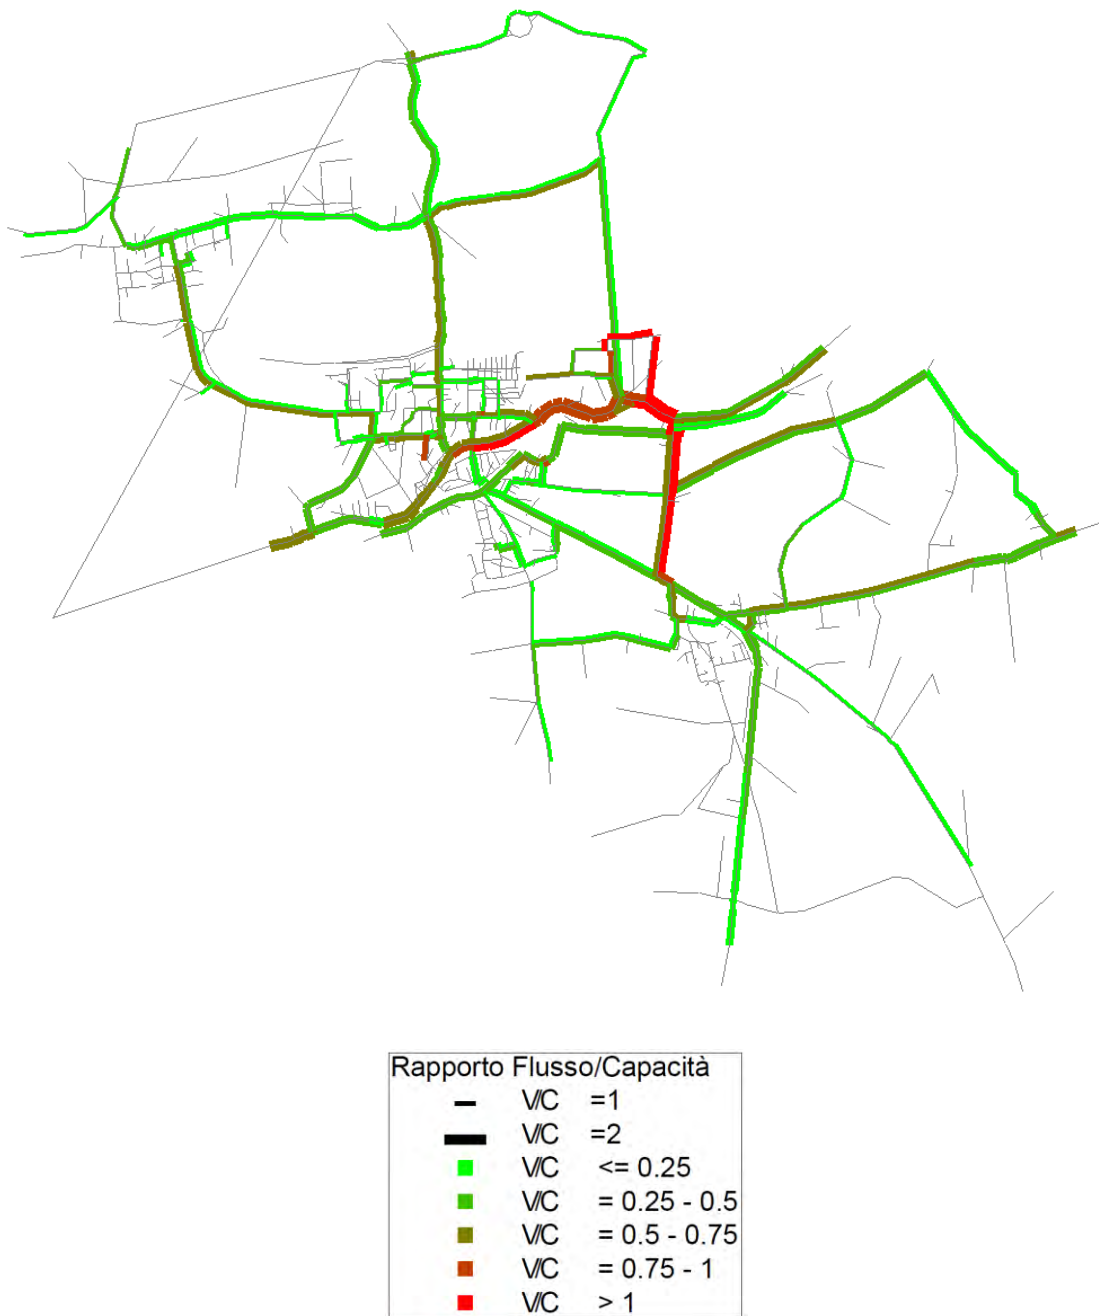 Rapporto Flusso/Capacità
V/C =1
V/C =2
V/C <= 0.25
V/C = 0.25 - 0.5
V/C = 0.5 - 0.75
V/C = 0.75 - 1
V/C > 1